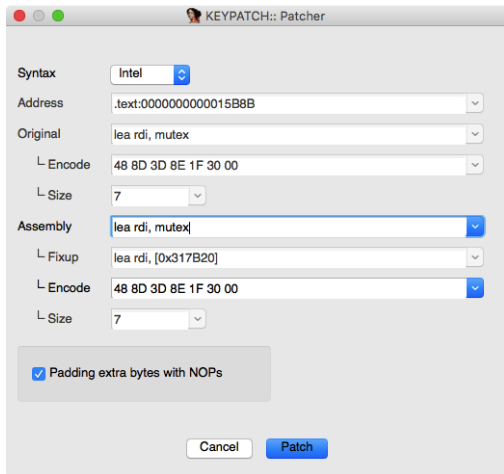 KEYPATCH:: Patcher
Syntax Intel
Address .text:0000000000015B8B
Original lea rdi, mutex
Encode 48 8D 3D 8E 1F 30 00
Size 7
Assembly lea rdi, mutex
Fixup lea rdi, [0x317B20]
Encode 48 8D 3D 8E 1F 30 00
Size 7
Padding extra bytes with NOPs
Cancel Patch